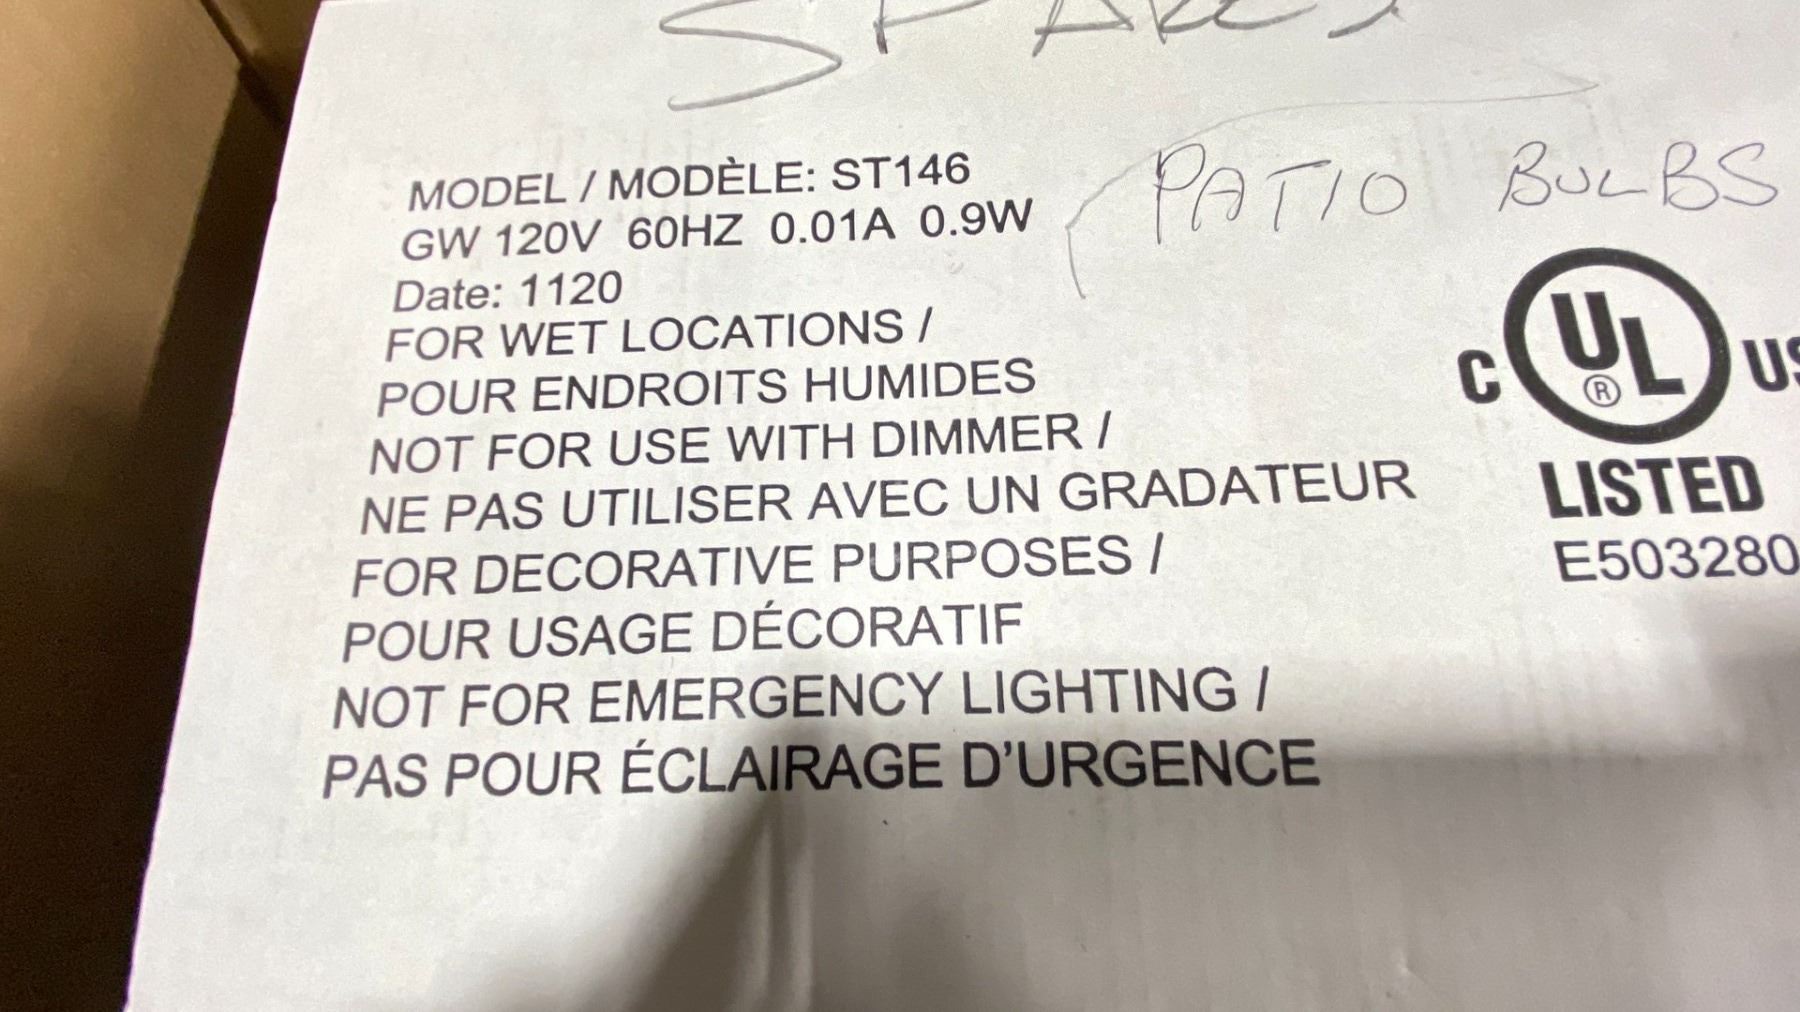 SPARES
PATIO BULBS
MODEL / MODÈLE: ST146
GW 120V 60HZ 0.01A 0.9W
Date: 1120
FOR WET LOCATIONS /
POUR ENDROITS HUMIDES
NOT FOR USE WITH DIMMER /
NE PAS UTILISER AVEC UN GRADATEUR
FOR DECORATIVE PURPOSES /
POUR USAGE DÉCORATIF
NOT FOR EMERGENCY LIGHTING /
PAS POUR ÉCLAIRAGE D'URGENCE
C UL® US
LISTED
E503280